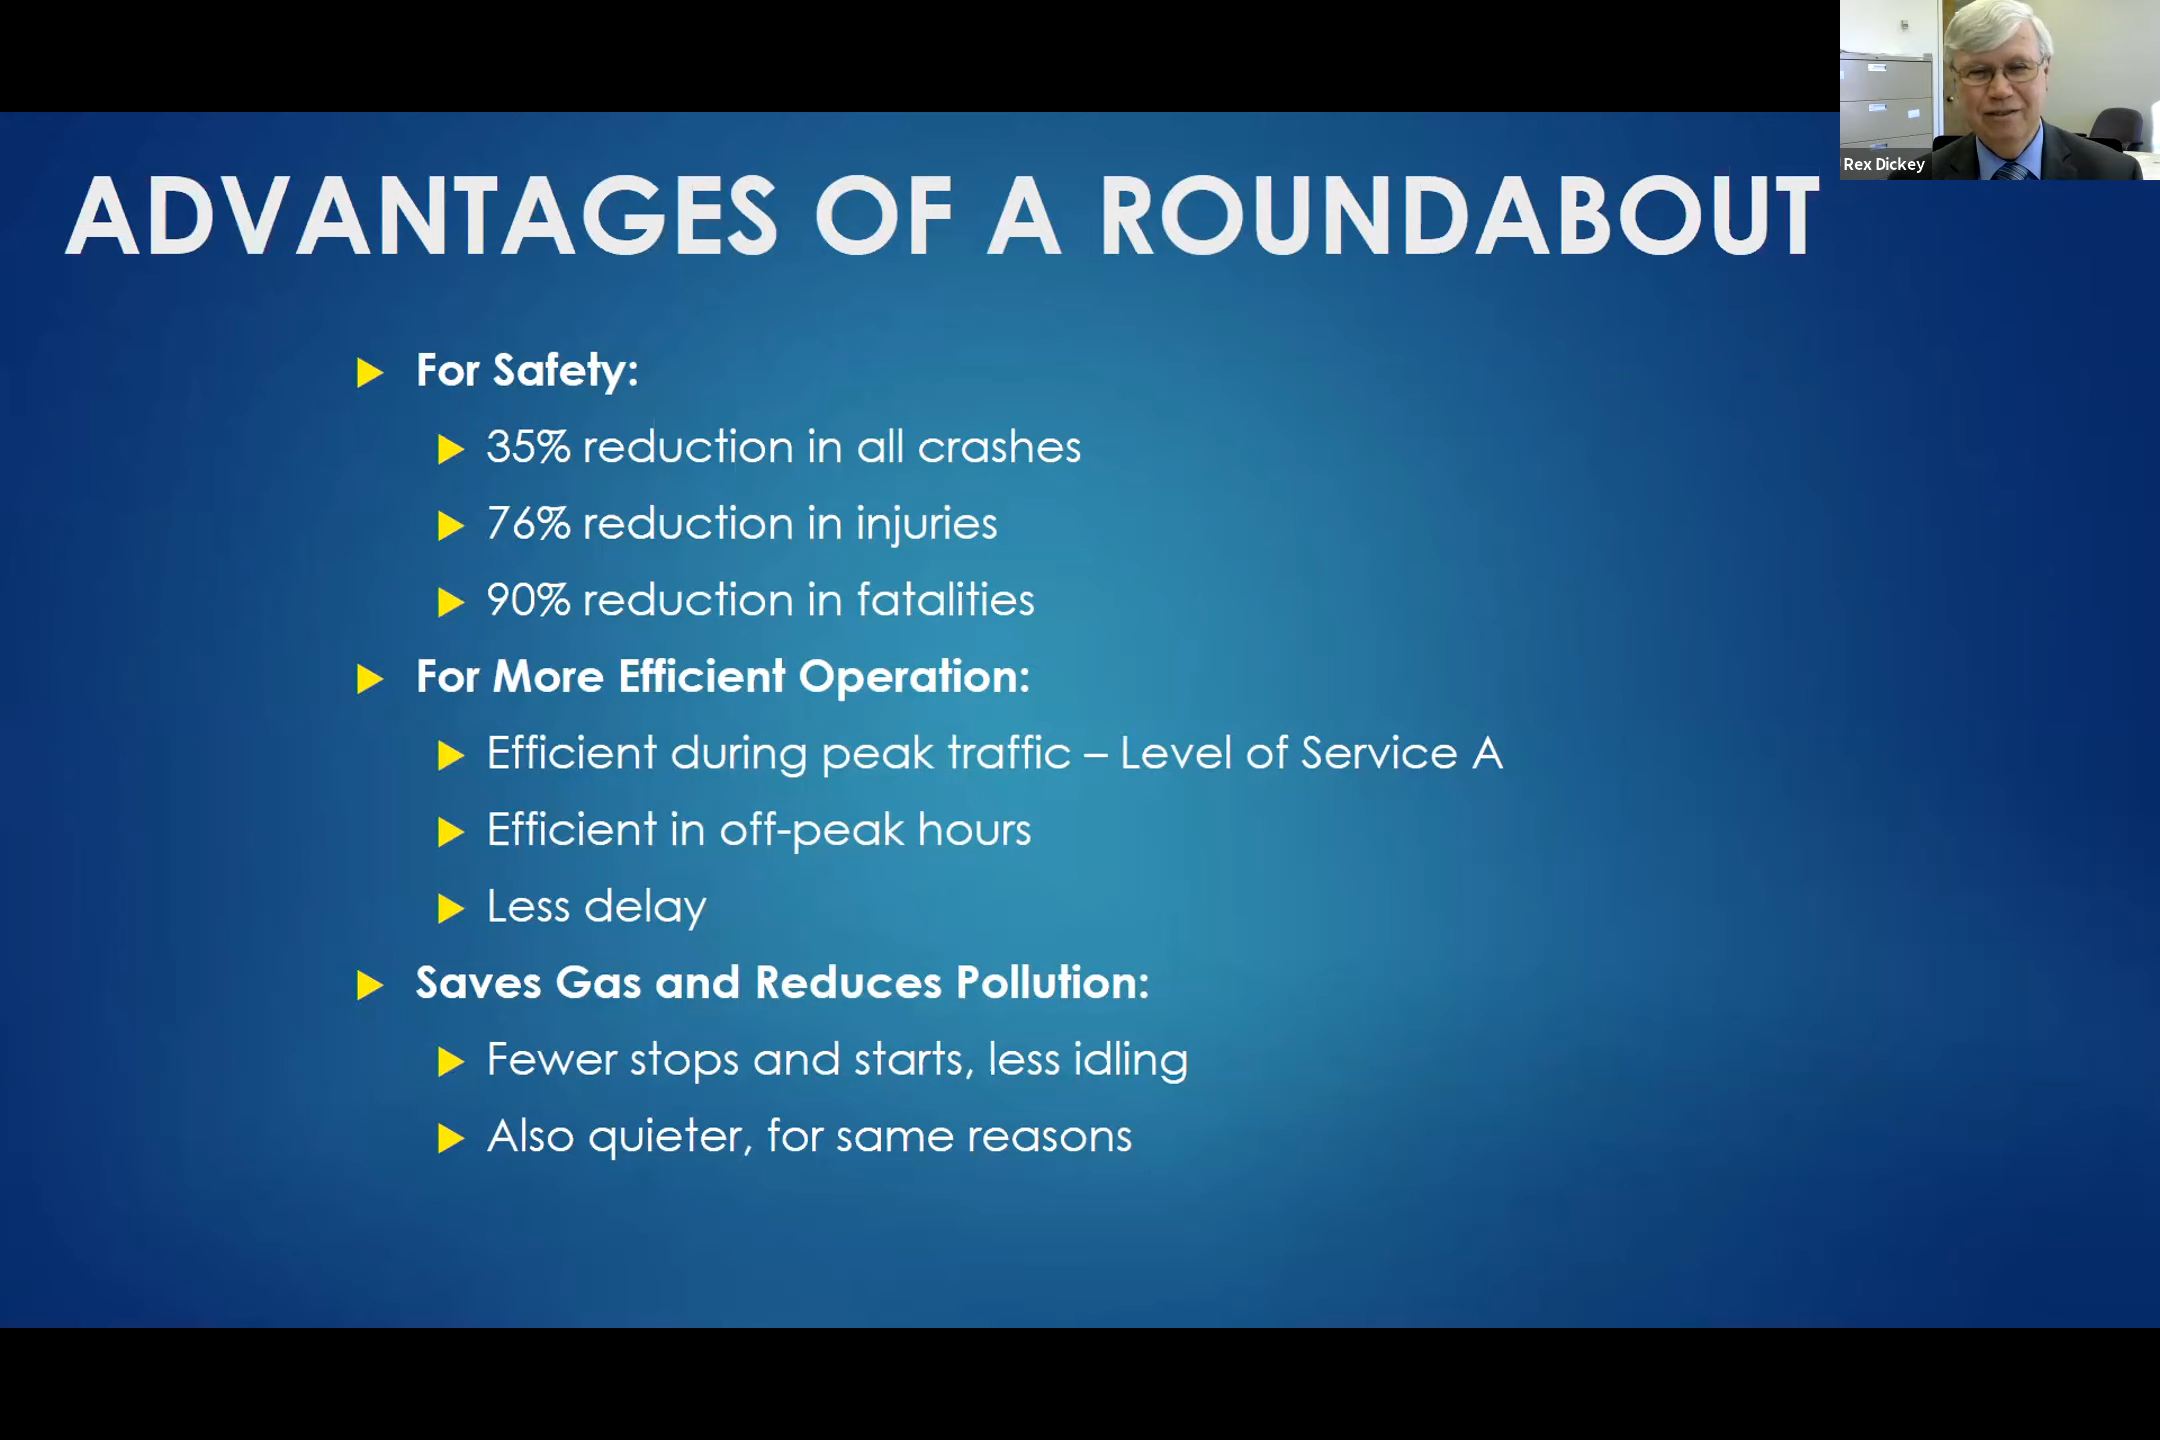 Rex Dickey
ADVANTAGES OF A ROUNDABOUT
For Safety:
35% reduction in all crashes
76% reduction in injuries
90% reduction in fatalities
For More Efficient Operation:
Efficient during peak traffic – Level of Service A
Efficient in off-peak hours
Less delay
Saves Gas and Reduces Pollution:
Fewer stops and starts, less idling
Also quieter, for same reasons